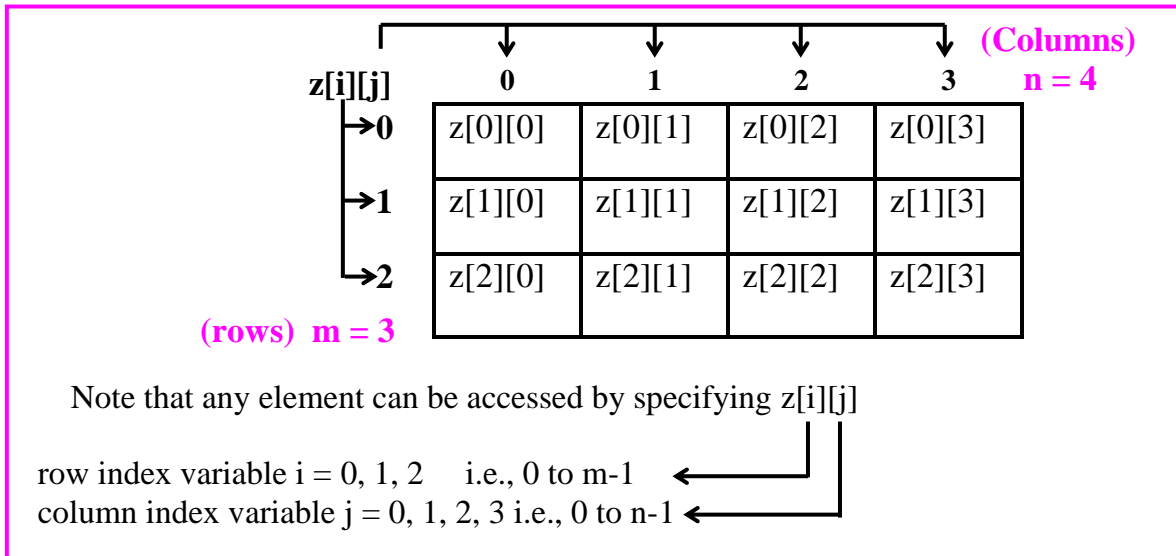 (Columns)
z[i][j] 0 1 2 3 n = 4
0 z[0][0] z[0][1] z[0][2] z[0][3]
1 z[1][0] z[1][1] z[1][2] z[1][3]
2 z[2][0] z[2][1] z[2][2] z[2][3]
(rows) m = 3
Note that any element can be accessed by specifying z[i][j]
row index variable i = 0, 1, 2 i.e., 0 to m-1
column index variable j = 0, 1, 2, 3 i.e., 0 to n-1